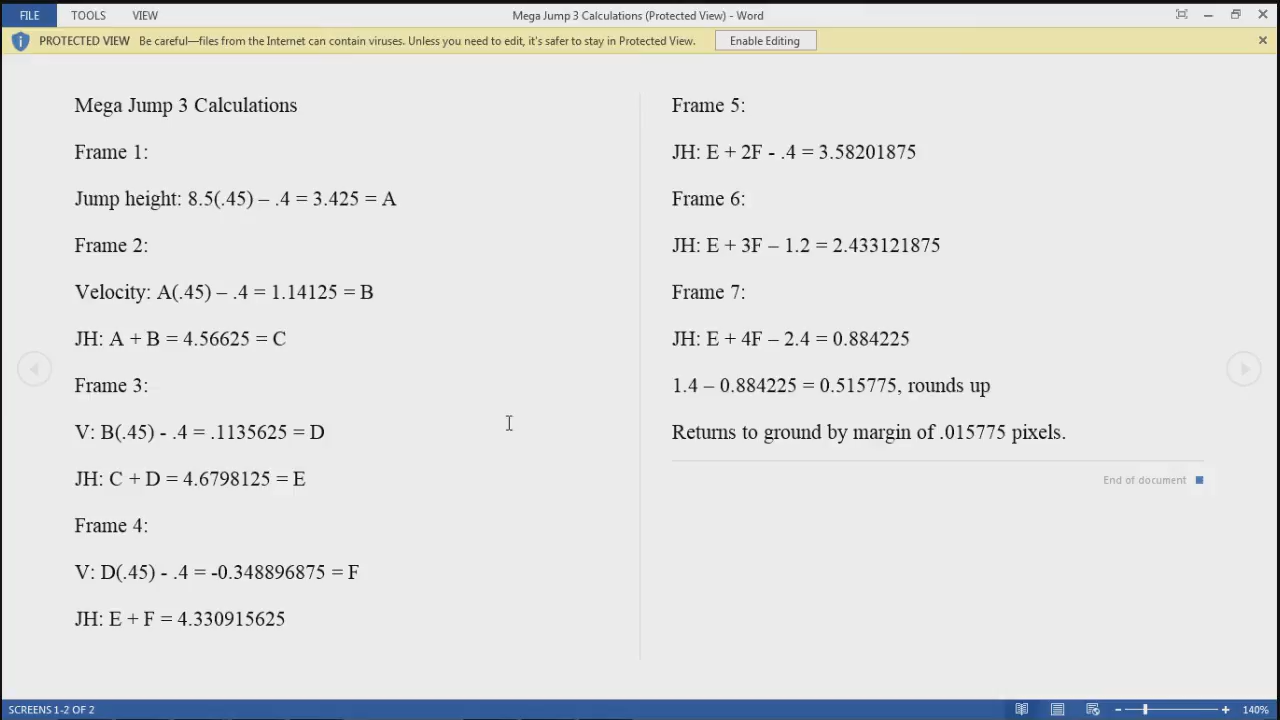 FILE TOOLS VIEW Mega Jump 3 Calculations (Protected View) - Word
PROTECTED VIEW Be careful—files from the Internet can contain viruses. Unless you need to edit, it's safer to stay in Protected View. Enable Editing
Mega Jump 3 Calculations
Frame 1:
Jump height: 8.5(.45) – .4 = 3.425 = A
Frame 2:
Velocity: A(.45) – .4 = 1.14125 = B
JH: A + B = 4.56625 = C
Frame 3:
V: B(.45) - .4 = .1135625 = D
JH: C + D = 4.6798125 = E
Frame 4:
V: D(.45) - .4 = -0.348896875 = F
JH: E + F = 4.330915625
Frame 5:
JH: E + 2F - .4 = 3.58201875
Frame 6:
JH: E + 3F – 1.2 = 2.433121875
Frame 7:
JH: E + 4F – 2.4 = 0.884225
1.4 – 0.884225 = 0.515775, rounds up
Returns to ground by margin of .015775 pixels.
End of document
SCREENS 1-2 OF 2 140%